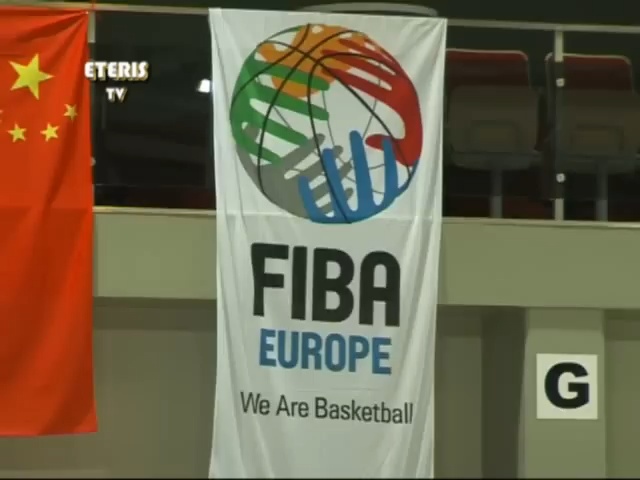 ETERIS
TV
FIBA
EUROPE
We Are Basketball
G